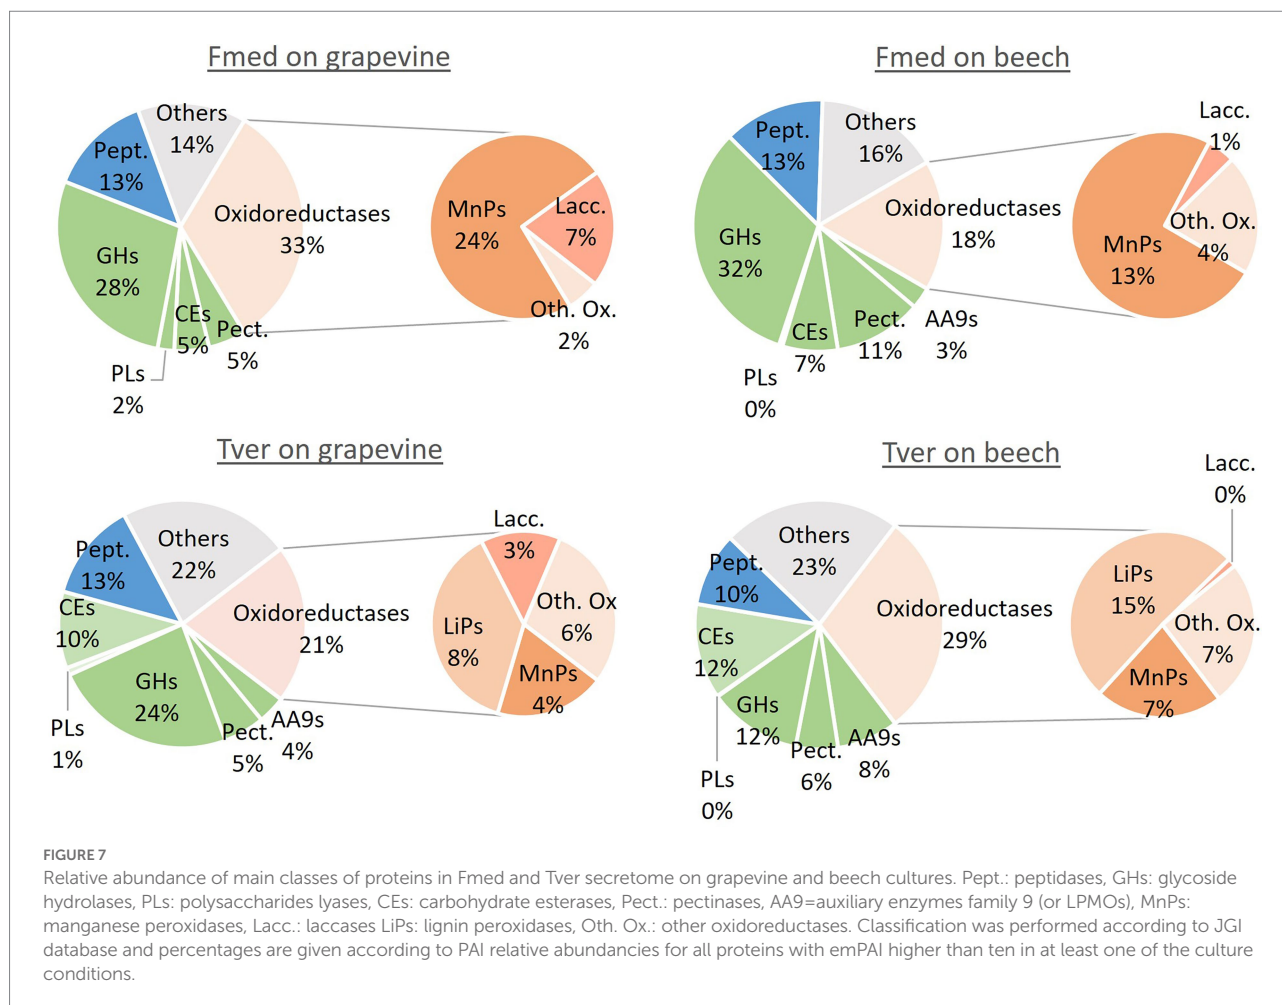 Fmed on grapevine
Others
14%
Pept.
13%
GHs
28%
PLs
2%
CEs
5%
Pect.
5%
Oxidoreductases
33%
MnPs
24%
Lacc.
7%
Oth. Ox.
2%
Fmed on beech
Pept.
13%
Others
16%
GHs
32%
PLs
0%
CEs
7%
Pect.
11%
AA9s
3%
Oxidoreductases
18%
MnPs
13%
Lacc.
1%
Oth. Ox.
4%
Tver on grapevine
Others
22%
Pept.
13%
CEs
10%
PLs
1%
GHs
24%
Pect.
5%
AA9s
4%
Oxidoreductases
21%
LiPs
8%
Lacc.
3%
Oth. Ox
6%
MnPs
4%
Tver on beech
Others
23%
Pept.
10%
CEs
12%
PLs
0%
GHs
12%
Pect.
6%
AA9s
8%
Oxidoreductases
29%
LiPs
15%
Lacc.
0%
Oth. Ox.
7%
MnPs
7%
FIGURE 7
Relative abundance of main classes of proteins in Fmed and Tver secretome on grapevine and beech cultures. Pept.: peptidases, GHs: glycoside
hydrolases, PLs: polysaccharides lyases, CEs: carbohydrate esterases, Pect.: pectinases, AA9=auxiliary enzymes family 9 (or LPMOs), MnPs:
manganese peroxidases, Lacc.: laccases LiPs: lignin peroxidases, Oth. Ox.: other oxidoreductases. Classification was performed according to JGI
database and percentages are given according to PAI relative abundancies for all proteins with emPAI higher than ten in at least one of the culture
conditions.